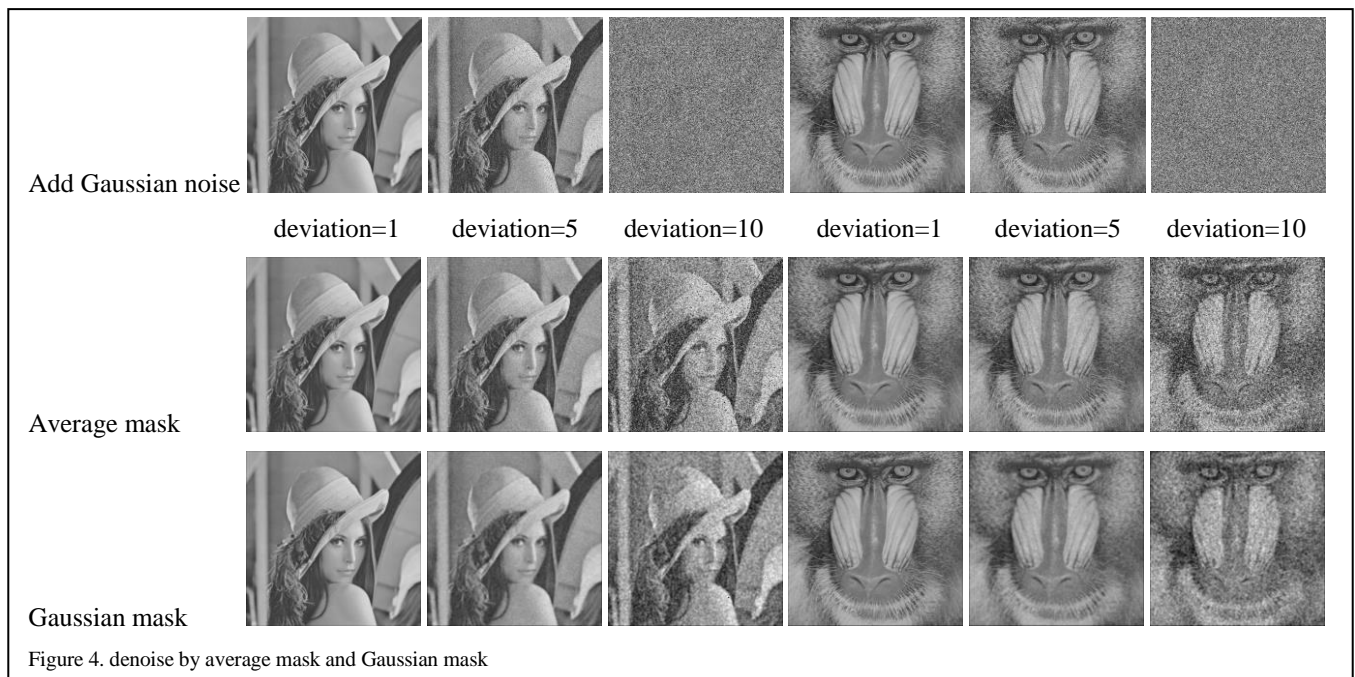 Add Gaussian noise
deviation=1 deviation=5 deviation=10 deviation=1 deviation=5 deviation=10
Average mask
Gaussian mask
Figure 4. denoise by average mask and Gaussian mask